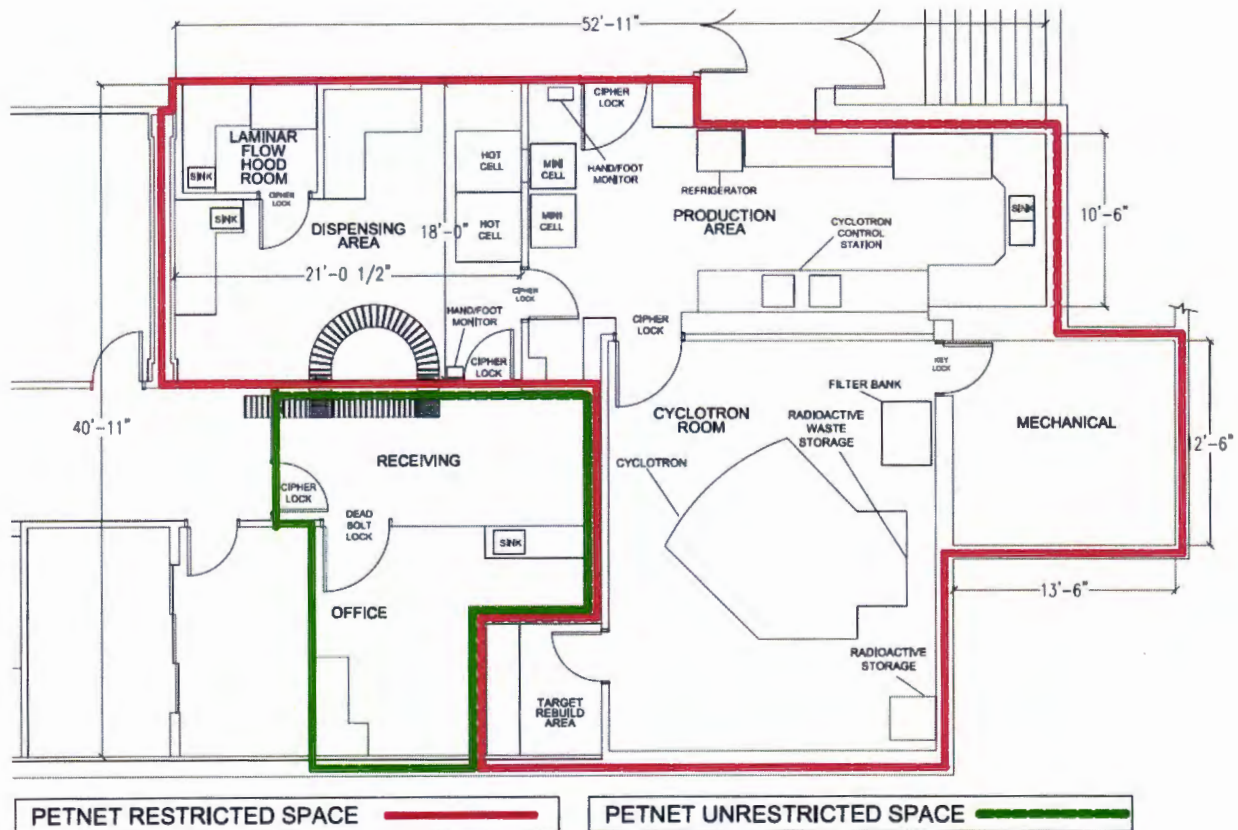 52'-11"
CIPHER
LOCK
LAMINAR
FLOW
HOOD
ROOM
SINK
CIPHER
LOCK
SINK
DISPENSING
AREA
18'-0"
21'-0 1/2"
HOT
CELL
HOT
CELL
MINI
CELL
MINI
CELL
HAND/FOOT
MONITOR
REFRIGERATOR
PRODUCTION
AREA
CYCLOTRON
CONTROL
STATION
SINK
10'-6"
HAND/FOOT
MONITOR
CIPHER
LOCK
CIPHER
LOCK
CIPHER
LOCK
KEY
LOCK
40'-11"
RECEIVING
CIPHER
LOCK
DEAD
BOLT
LOCK
SINK
OFFICE
CYCLOTRON
ROOM
CYCLOTRON
FILTER BANK
RADIOACTIVE
WASTE
STORAGE
MECHANICAL
12'-6"
13'-6"
RADIOACTIVE
STORAGE
TARGET
REBUILD
AREA
PETNET RESTRICTED SPACE
PETNET UNRESTRICTED SPACE